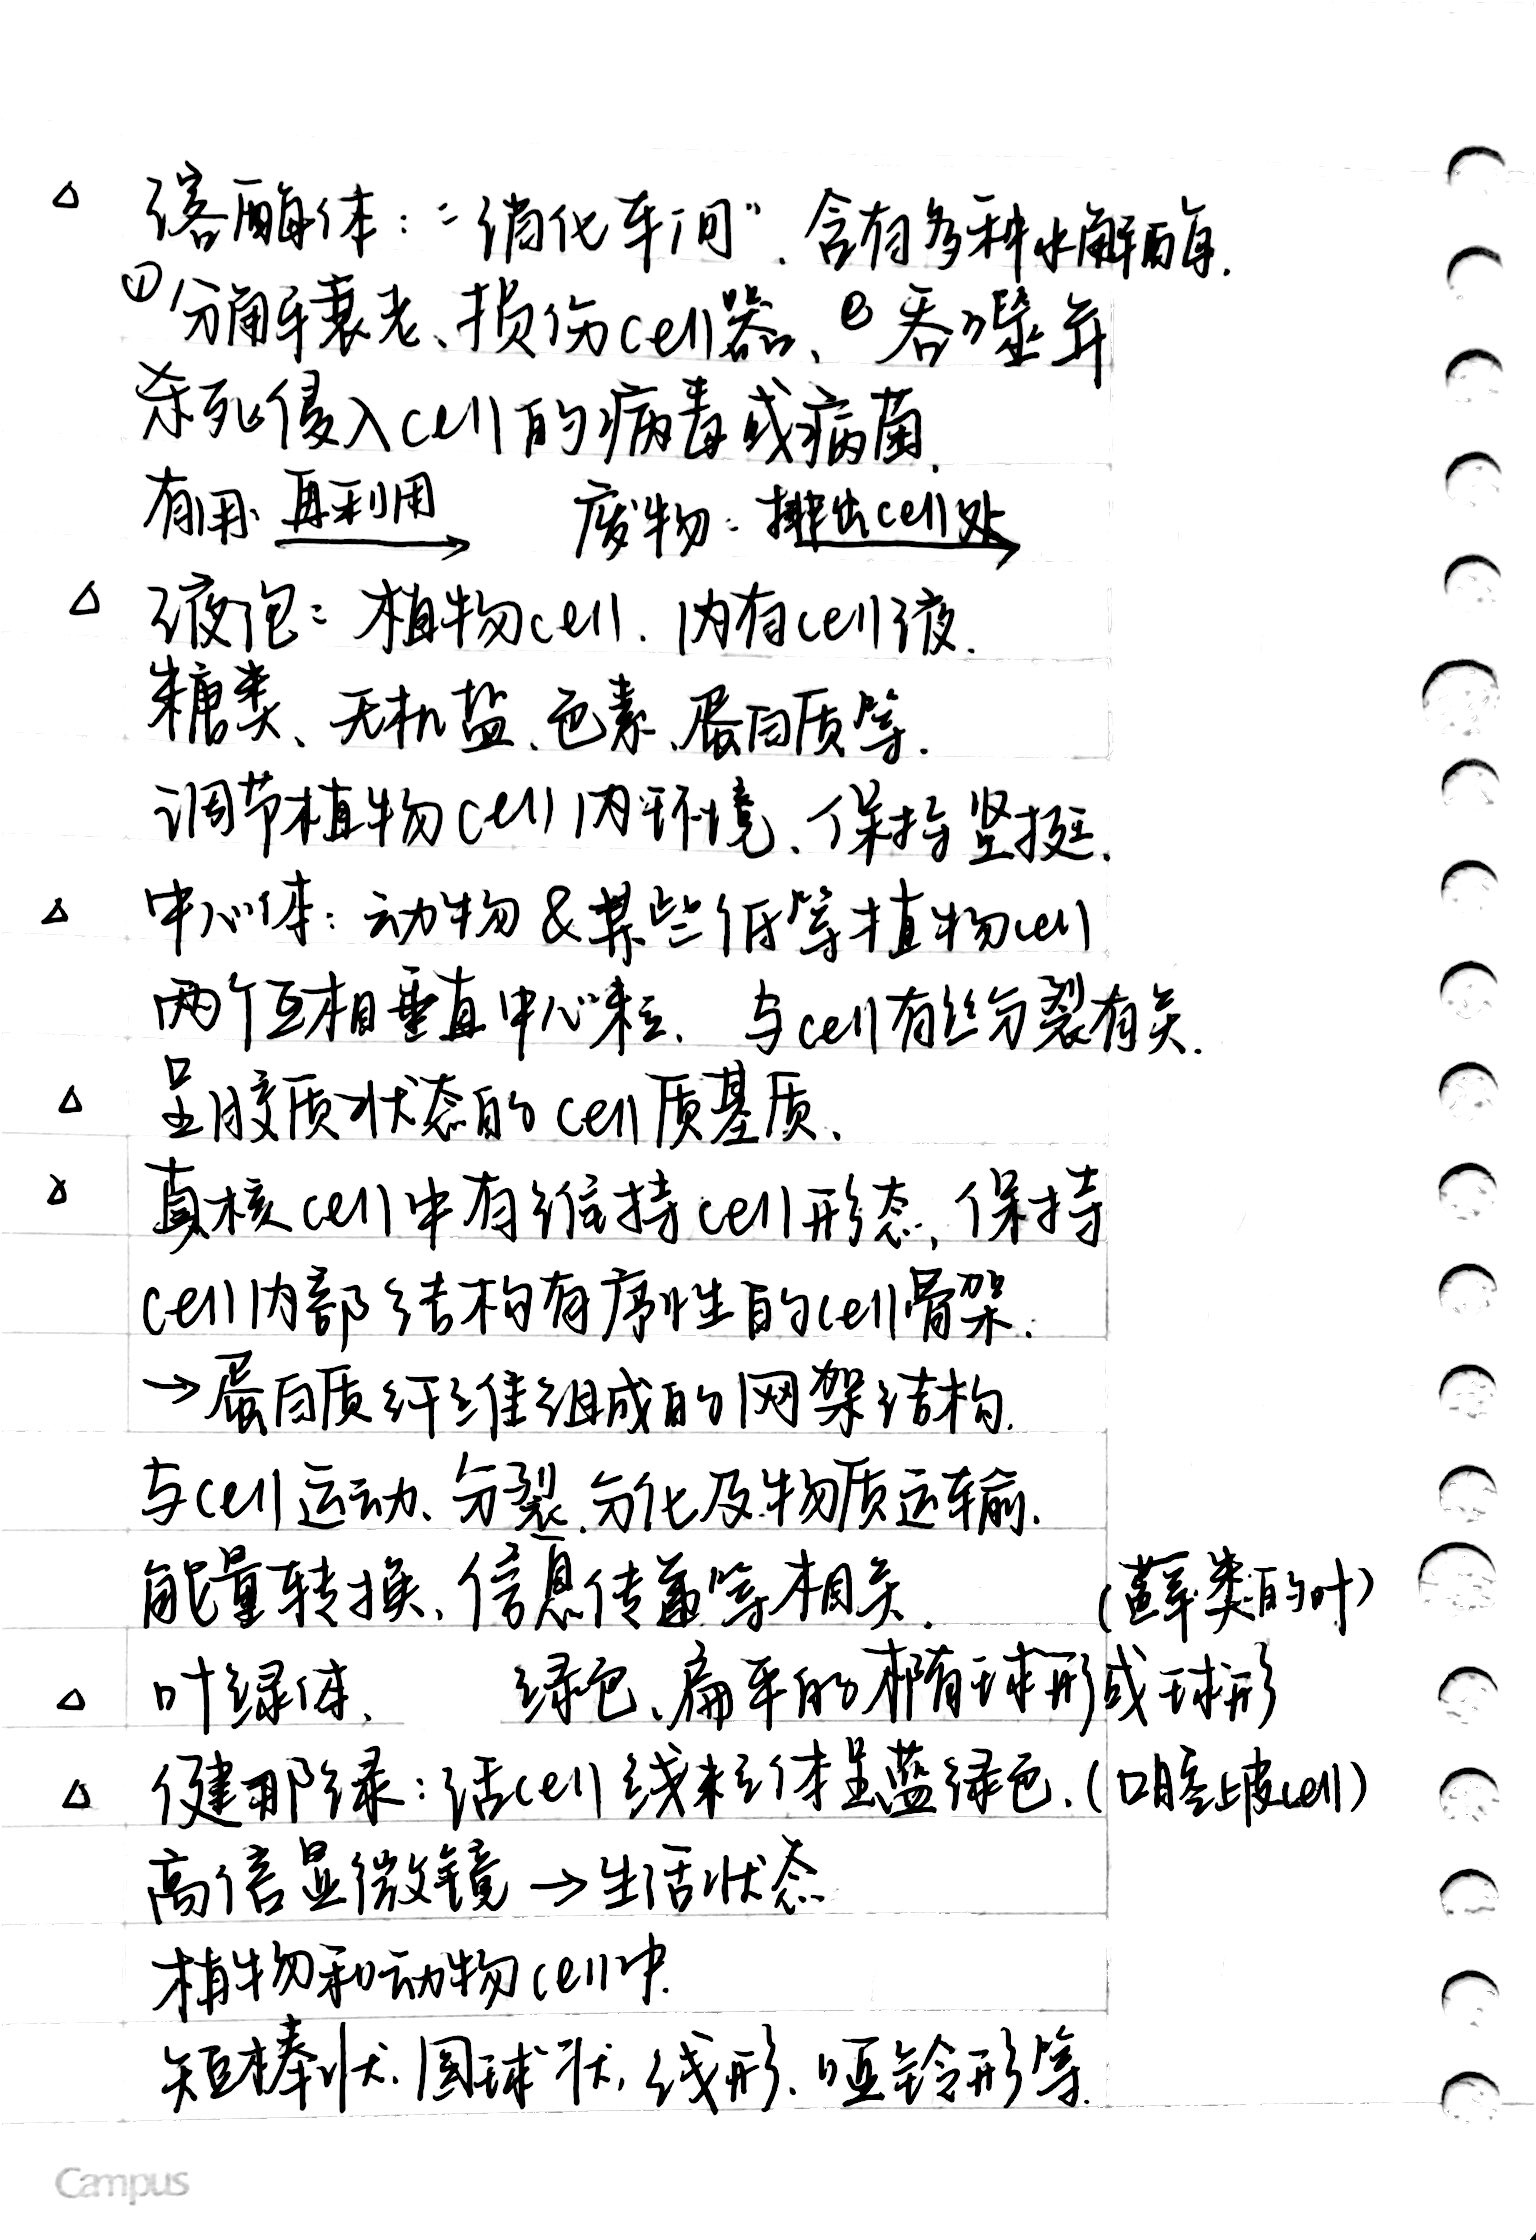 △ 溶酶体：“消化车间”、含有多种水解酶.
①分解衰老、损伤cell器、②吞噬并
杀死侵入cell的病毒或病菌.
有用: 再利用→ 废物: 排出cell处→
△ 液泡: 植物cell. 内有cell液.
糖类、无机盐、色素、蛋白质等.
调节植物cell内环境、保持坚挺.
△ 中心体: 动物&某些低等植物cell
两个互相垂直中心粒. 与cell有丝分裂有关.
△ 呈胶质状态的cell质基质、
△ 真核cell中有维持cell形态, 保持
cell内部结构有序性的cell骨架.
→蛋白质纤维组成的网架结构.
与cell运动、分裂、分化及物质运输.
能量转换、信息传递等相关. (藓类的叶)
△ 叶绿体、 绿色、扁平的椭球形或球形
△ 健那绿: 活cell线粒体呈蓝绿色. (口腔上皮cell)
高倍显微镜→生活状态
植物和动物cell中.
短棒状、圆球状, 线形、哑铃形等.
Campus